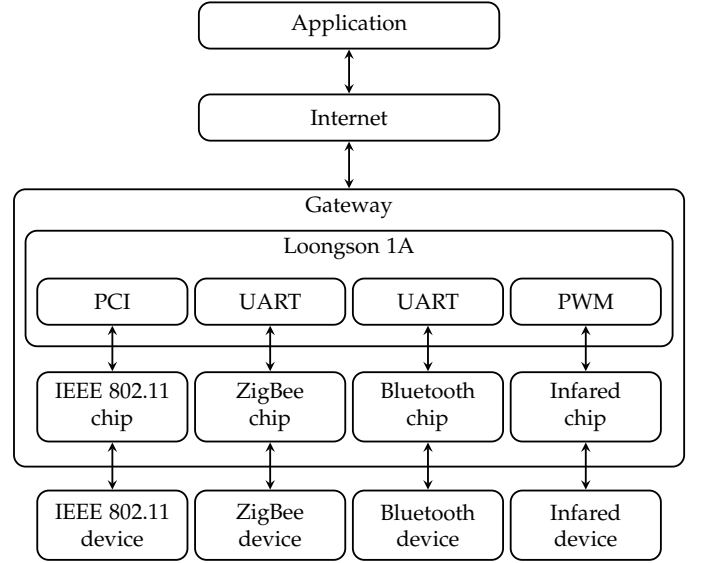 Application
Internet
Gateway
Loongson 1A
PCI
UART
UART
PWM
IEEE 802.11
chip
ZigBee
chip
Bluetooth
chip
Infared
chip
IEEE 802.11
device
ZigBee
device
Bluetooth
device
Infared
device